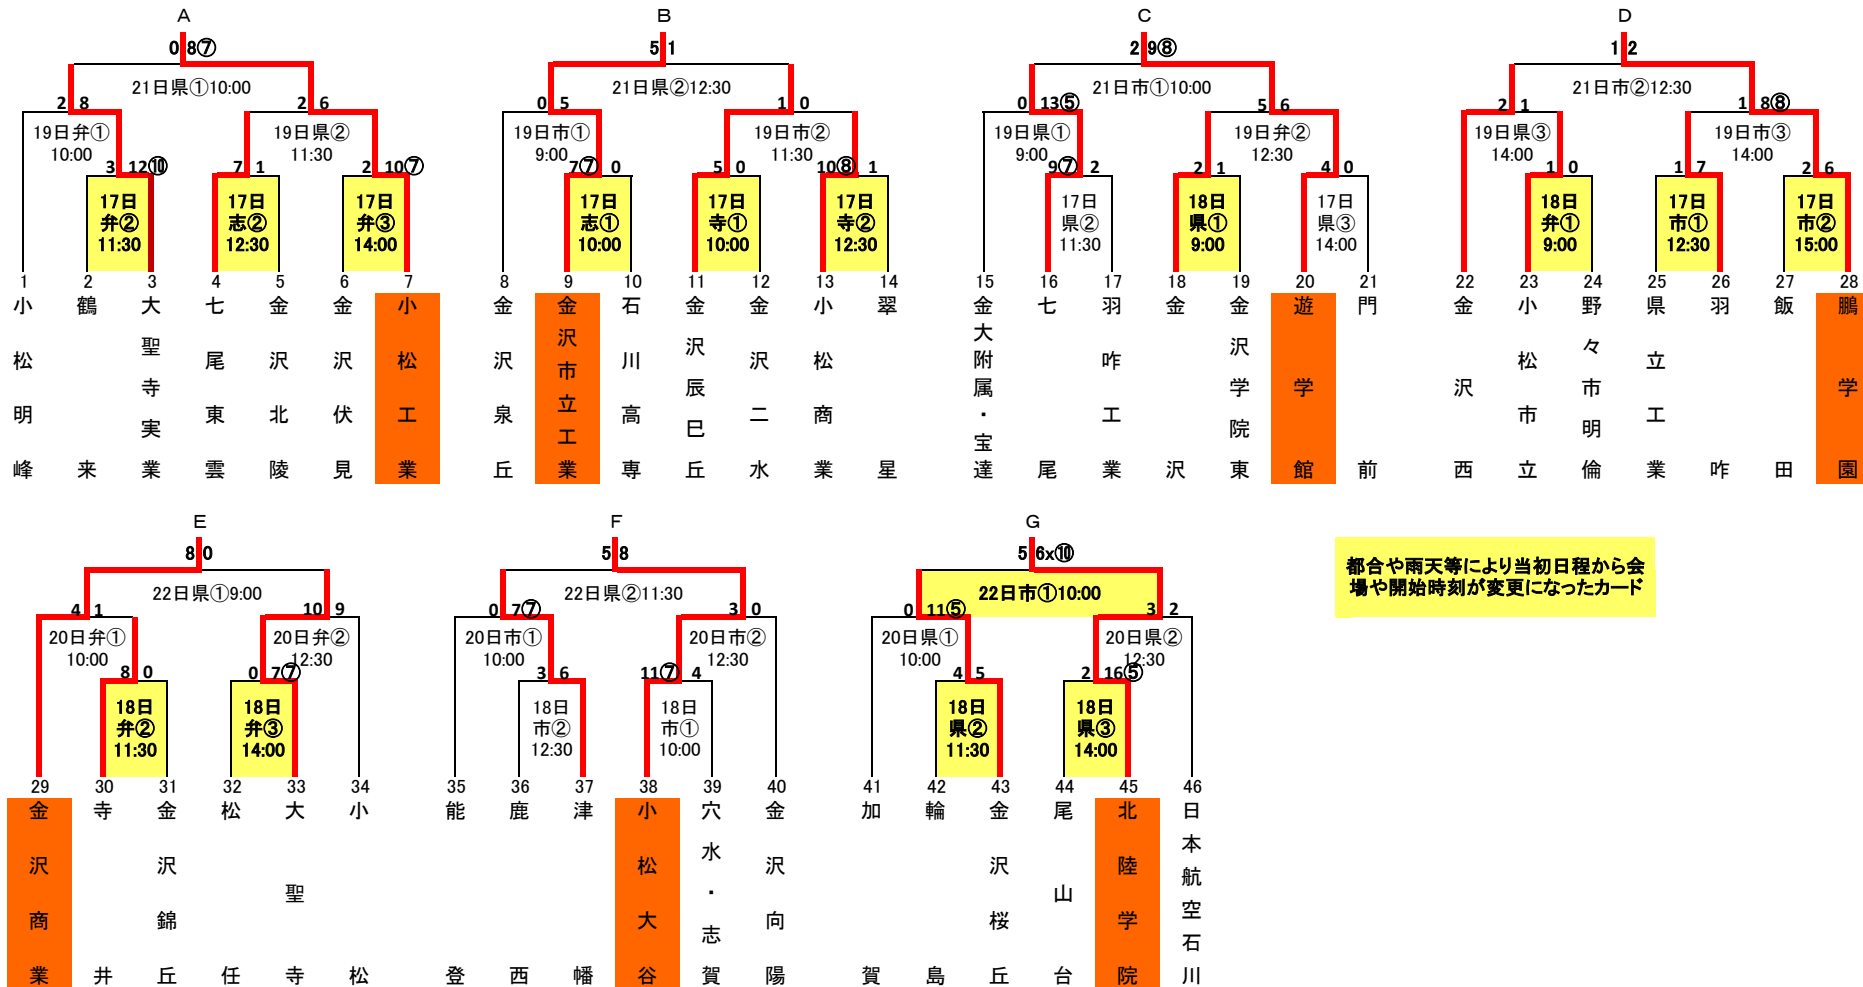 A
B
C
D
0 8⑦
5 1
2 9⑧
1 2
21日県①10:00
21日県②12:30
21日市①10:00
21日市②12:30
2 8
2 6
0 5
1 0
0 13⑤
5 6
2 1
1 8⑧
19日弁①
10:00
19日県②
11:30
19日市①
9:00
19日市②
11:30
19日県①
9:00
19日弁②
12:30
19日県③
14:00
19日市③
14:00
3 12⑩
7 1
2 10⑦
7⑦ 0
5 0
10⑧ 1
9⑦ 2
2 1
4 0
1 0
1 7
2 6
17日
弁②
11:30
17日
志②
12:30
17日
弁③
14:00
17日
志①
10:00
17日
寺①
10:00
17日
寺②
12:30
17日
県②
11:30
18日
県①
9:00
17日
県③
14:00
18日
弁①
9:00
17日
市①
12:30
17日
市②
15:00
1 小松明峰
2 鶴来
3 大聖寺実業
4 七尾東雲
5 金沢北陵
6 金沢伏見
7 小松工業
8 金沢泉丘
9 金沢市立工業
10 石川高専
11 金沢辰巳丘
12 金沢二水
13 小松商業
14 翠星
15 金大附属・宝達
16 七尾
17 羽咋工業
18 金沢
19 金沢学院東
20 遊学館
21 門前
22 金沢西
23 小松市立
24 野々市明倫
25 県立工業
26 羽咋
27 飯田
28 鵬学園
E
F
G
8 0
5 8
5 6x⑩
22日県①9:00
22日県②11:30
22日市①10:00
4 1
10 9
0 7⑦
3 0
0 11⑤
3 2
20日弁①
10:00
20日弁②
12:30
20日市①
10:00
20日市②
12:30
20日県①
10:00
20日県②
12:30
8 0
0 7⑦
3 6
11⑦ 4
4 5
2 16⑤
18日
弁②
11:30
18日
弁③
14:00
18日
市②
12:30
18日
市①
10:00
18日
県②
11:30
18日
県③
14:00
29 金沢商業
30 寺井
31 金沢錦丘
32 松任
33 大聖寺
34 小松
35 能登
36 鹿西
37 津幡
38 小松大谷
39 穴水・志賀
40 金沢向陽
41 加賀
42 輪島
43 金沢桜丘
44 尾山台
45 北陸学院
46 日本航空石川
都合や雨天等により当初日程から会
場や開始時刻が変更になったカード